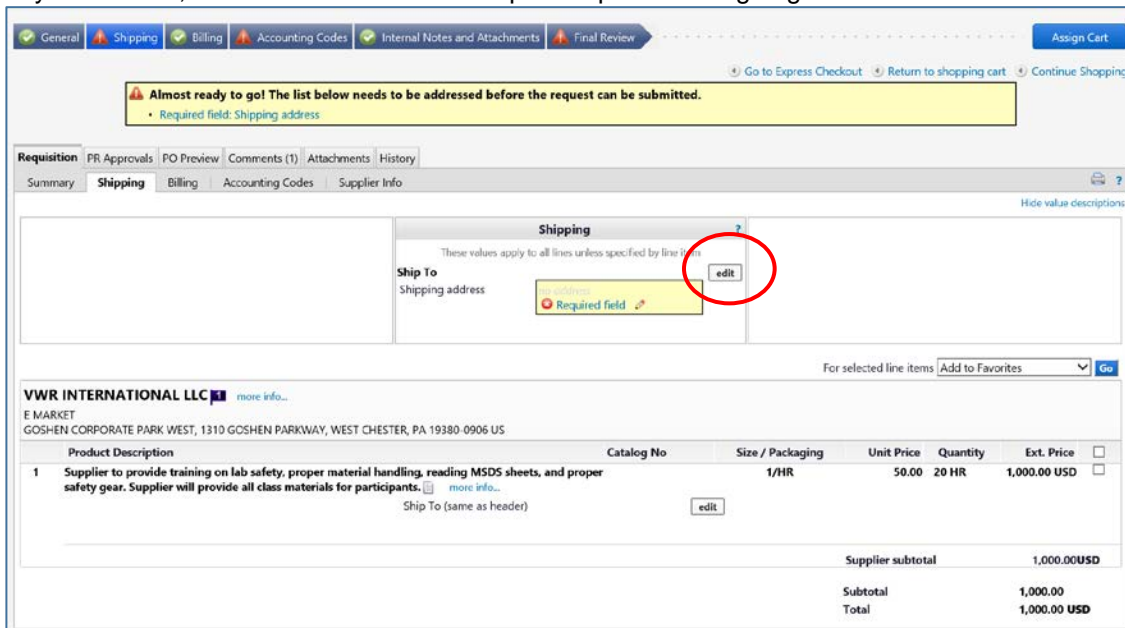 General Shipping Billing Accounting Codes Internal Notes and Attachments Final Review Assign Cart
Go to Express Checkout Return to shopping cart Continue Shopping
Almost ready to go! The list below needs to be addressed before the request can be submitted.
• Required field: Shipping address
Requisition PR Approvals PO Preview Comments (1) Attachments History
Summary Shipping Billing Accounting Codes Supplier Info ?
Hide value descriptions
Shipping ?
These values apply to all lines unless specified by line item
Ship To edit
Shipping address no address
Required field
For selected line items Add to Favorites Go
VWR INTERNATIONAL LLC 1 more info...
E MARKET
GOSHEN CORPORATE PARK WEST, 1310 GOSHEN PARKWAY, WEST CHESTER, PA 19380-0906 US
Product Description Catalog No Size / Packaging Unit Price Quantity Ext. Price
1 Supplier to provide training on lab safety, proper material handling, reading MSDS sheets, and proper 1/HR 50.00 20 HR 1,000.00 USD
safety gear. Supplier will provide all class materials for participants. more info...
Ship To (same as header) edit
Supplier subtotal 1,000.00USD
Subtotal 1,000.00
Total 1,000.00 USD